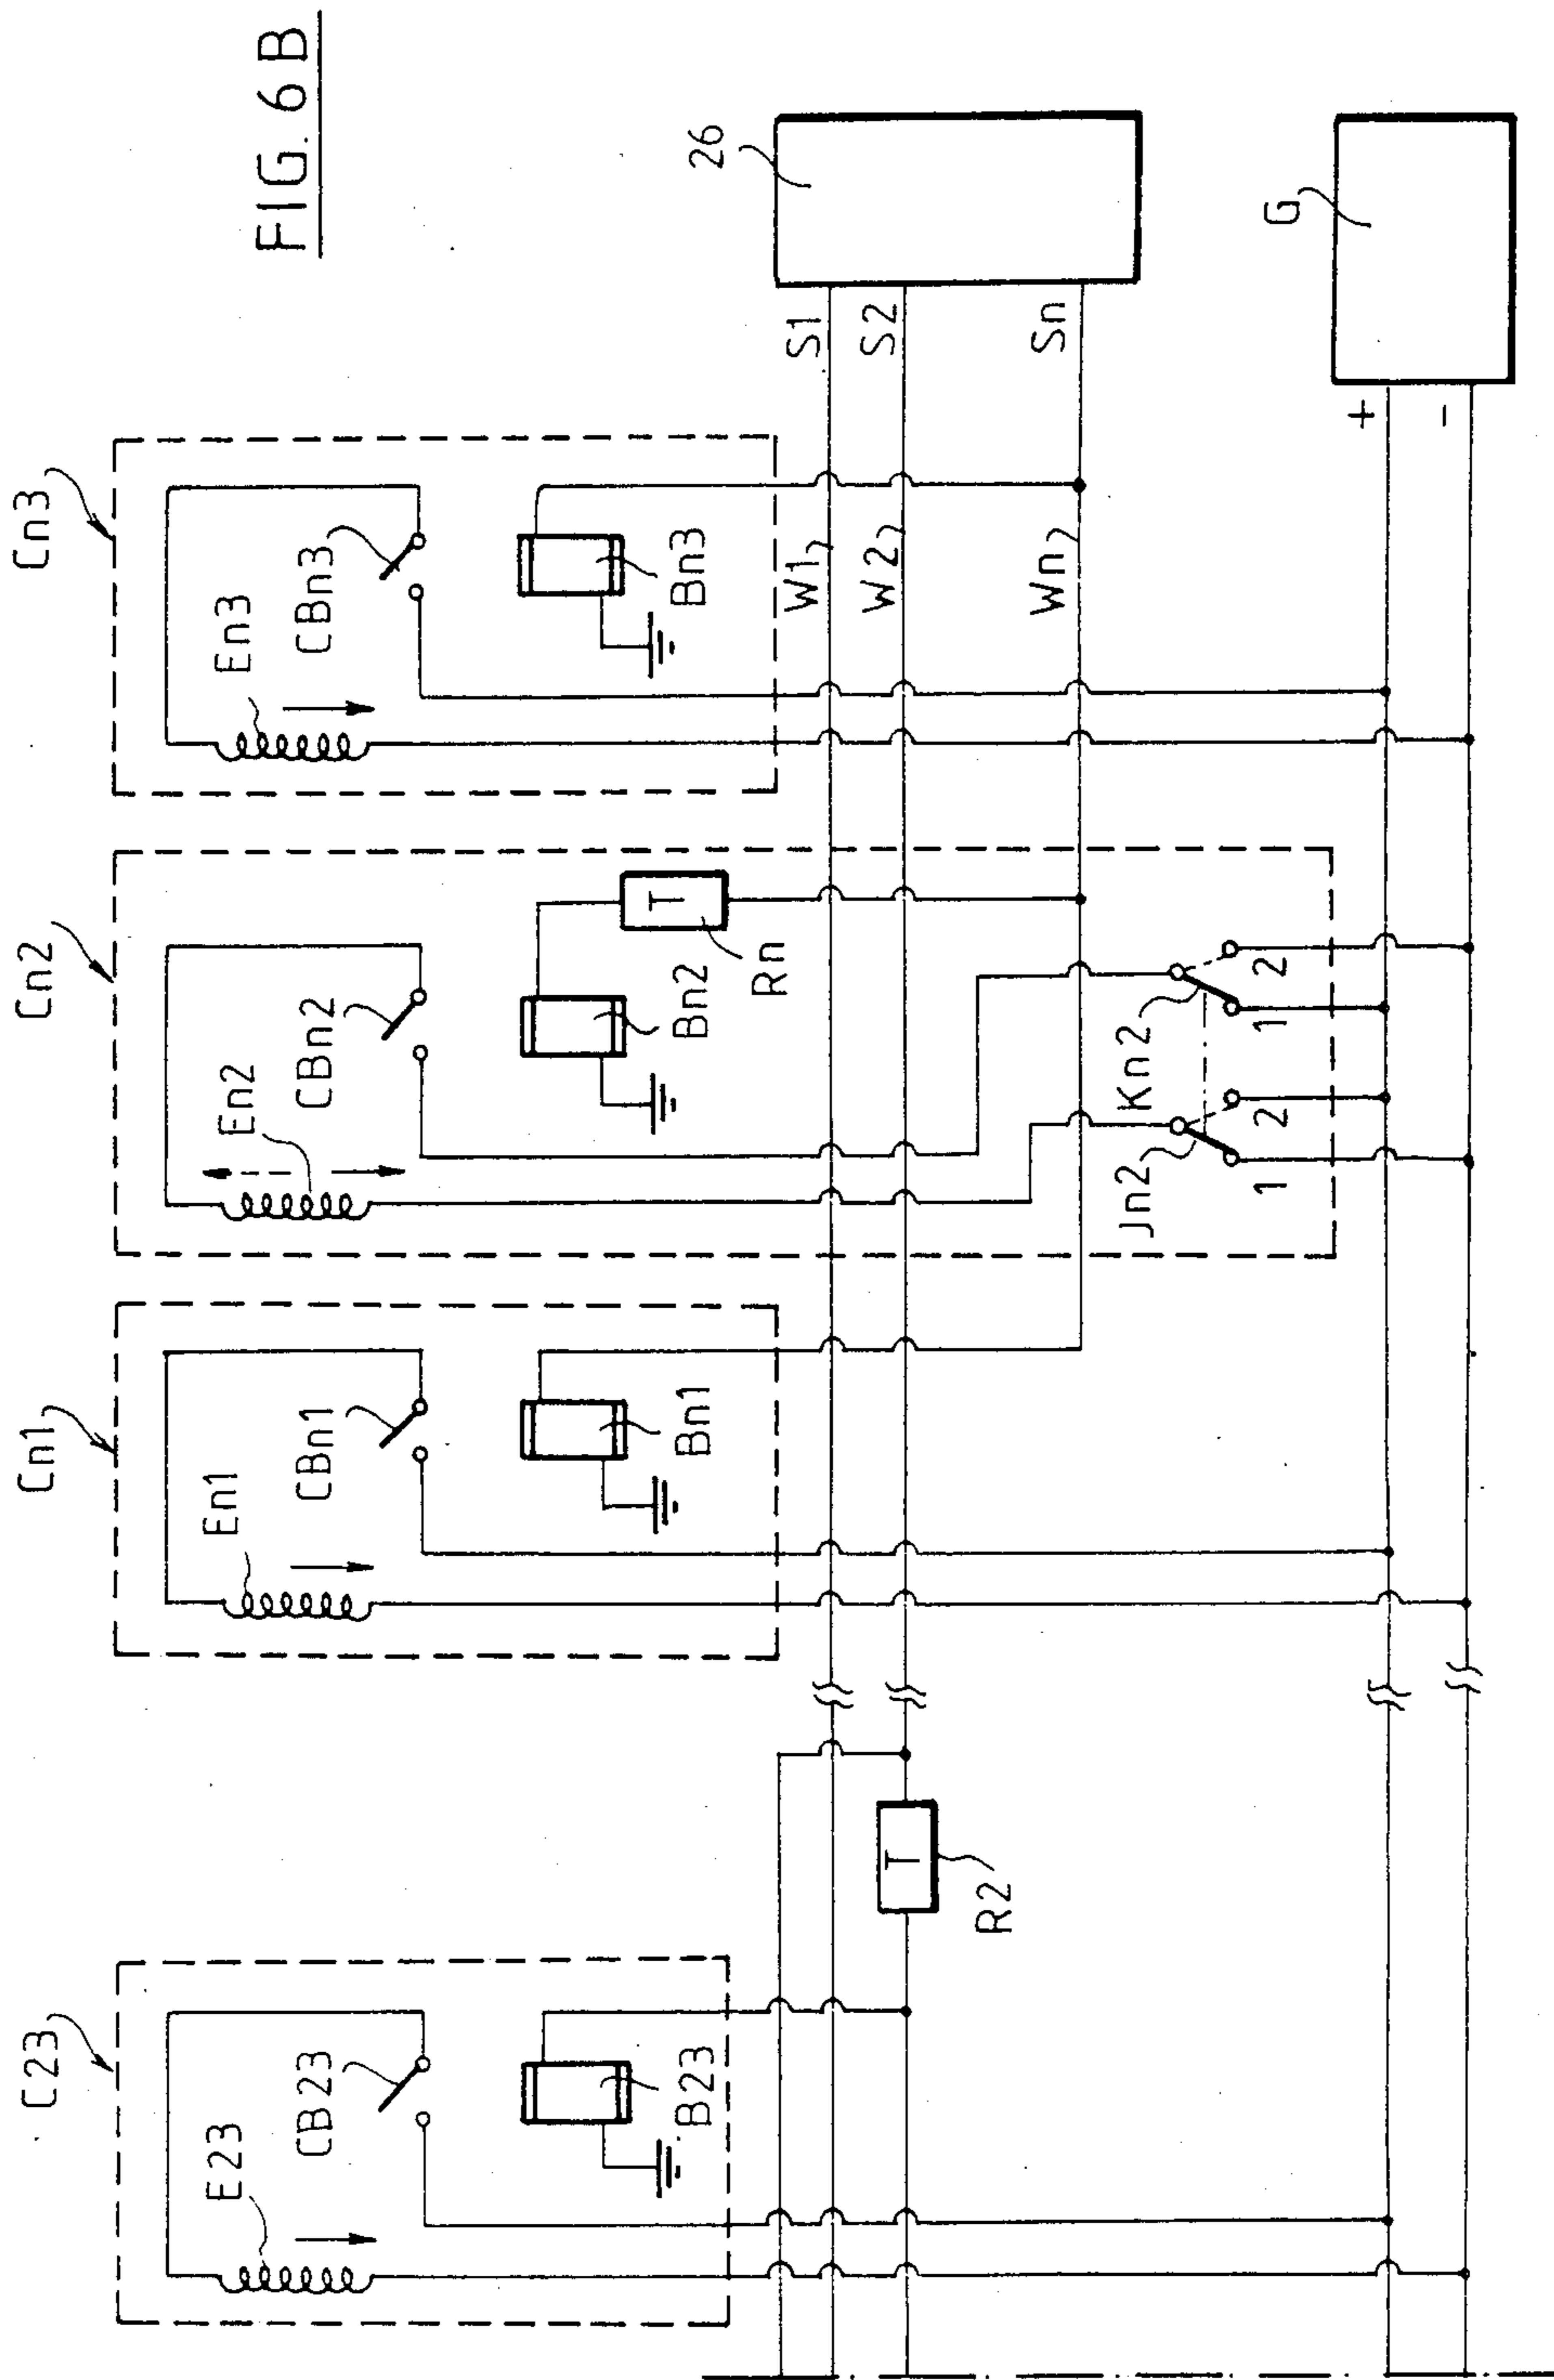 FIG. 6 B
C23
Cn1
Cn2
Cn3
E23
En1
En2
En3
CB23
CBn1
CBn2
CBn3
B23
Bn1
Bn2
Bn3
T
Rn
26
W1
S1
W2
S2
Wn
Sn
T
R2
Jn2
Kn2
1
2
1
2
G
+
-